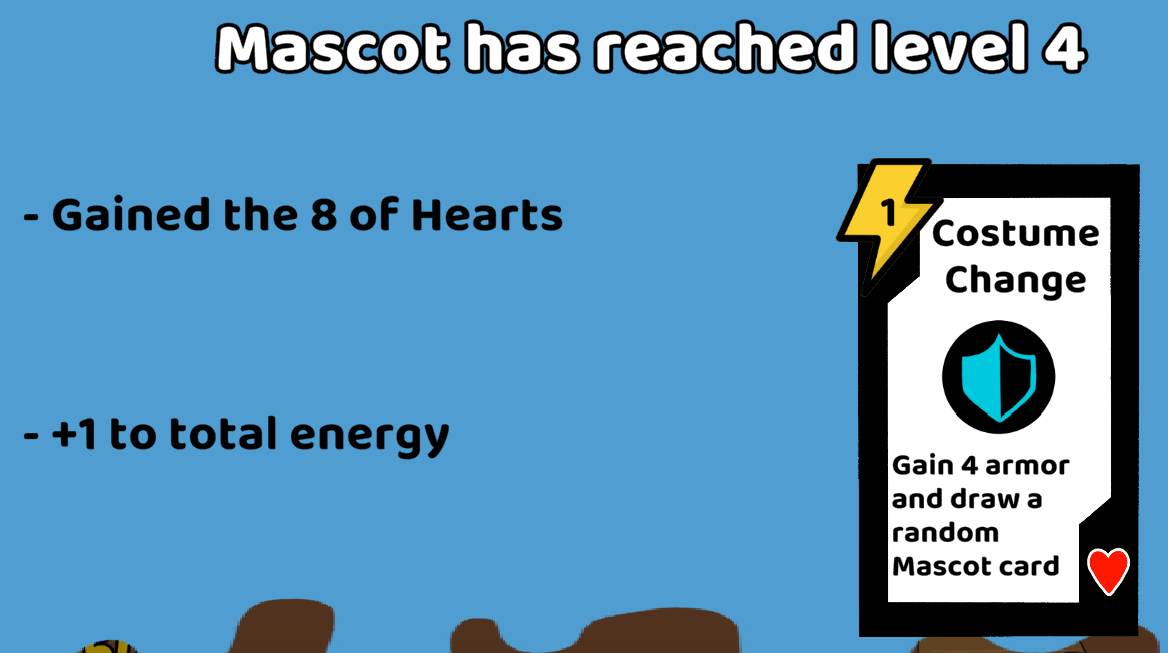 Mascot has reached level 4
- Gained the 8 of Hearts
- +1 to total energy
1
Costume
Change
Gain 4 armor
and draw a
random
Mascot card